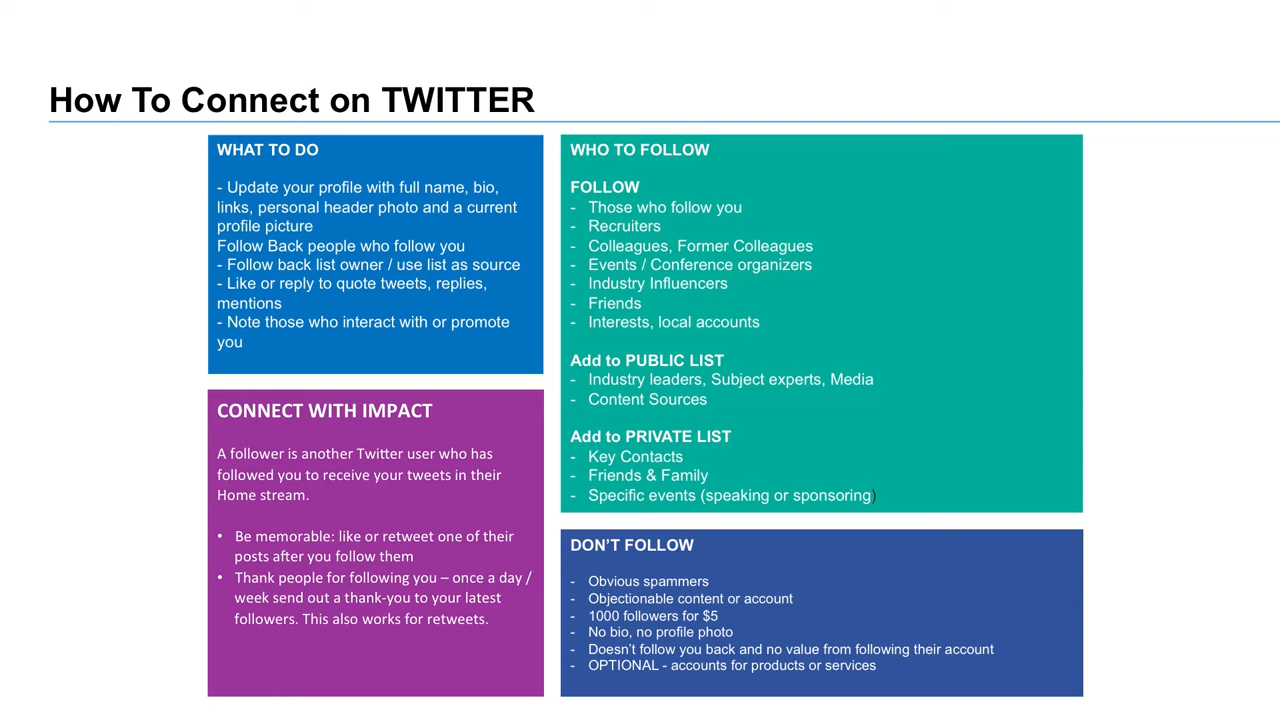 How To Connect on TWITTER
WHAT TO DO
- Update your profile with full name, bio,
links, personal header photo and a current
profile picture
Follow Back people who follow you
- Follow back list owner / use list as source
- Like or reply to quote tweets, replies,
mentions
- Note those who interact with or promote
you
CONNECT WITH IMPACT
A follower is another Twitter user who has
followed you to receive your tweets in their
Home stream.
• Be memorable: like or retweet one of their
posts after you follow them
• Thank people for following you – once a day /
week send out a thank-you to your latest
followers. This also works for retweets.
WHO TO FOLLOW
FOLLOW
- Those who follow you
- Recruiters
- Colleagues, Former Colleagues
- Events / Conference organizers
- Industry Influencers
- Friends
- Interests, local accounts
Add to PUBLIC LIST
- Industry leaders, Subject experts, Media
- Content Sources
Add to PRIVATE LIST
- Key Contacts
- Friends & Family
- Specific events (speaking or sponsoring)
DON'T FOLLOW
- Obvious spammers
- Objectionable content or account
- 1000 followers for $5
- No bio, no profile photo
- Doesn't follow you back and no value from following their account
- OPTIONAL - accounts for products or services